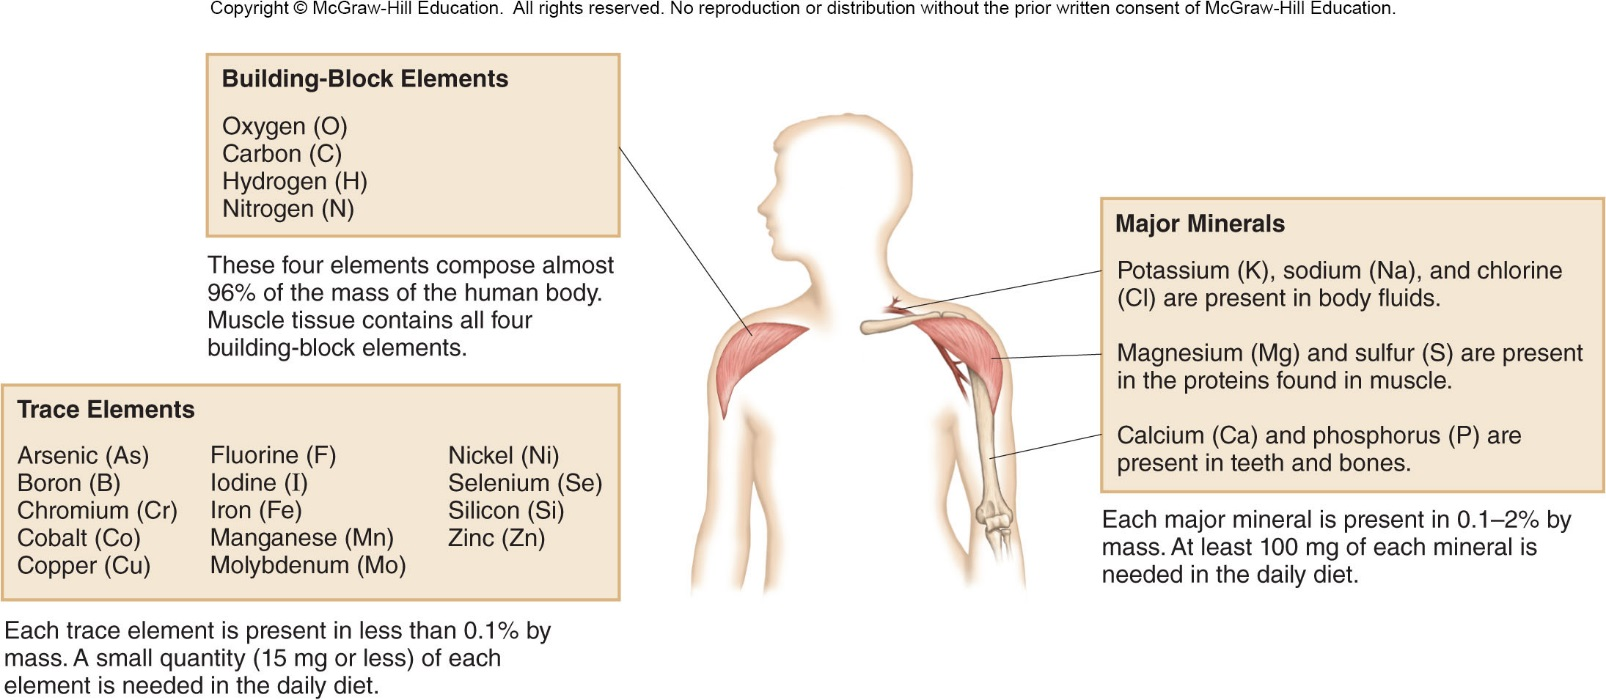 Copyright © McGraw-Hill Education.  All rights reserved. No reproduction or distribution without the prior written consent of McGraw-Hill Education.
Building-Block Elements
Oxygen (O)
Carbon (C)
Hydrogen (H)
Nitrogen (N)
These four elements compose almost
96% of the mass of the human body.
Muscle tissue contains all four
building-block elements.
Trace Elements
Arsenic (As)
Boron (B)
Chromium (Cr)
Cobalt (Co)
Copper (Cu)
Fluorine (F)
Iodine (I)
Iron (Fe)
Manganese (Mn)
Molybdenum (Mo)
Nickel (Ni)
Selenium (Se)
Silicon (Si)
Zinc (Zn)
Each trace element is present in less than 0.1% by
mass. A small quantity (15 mg or less) of each
element is needed in the daily diet.
Major Minerals
Potassium (K), sodium (Na), and chlorine
(Cl) are present in body fluids.
Magnesium (Mg) and sulfur (S) are present
in the proteins found in muscle.
Calcium (Ca) and phosphorus (P) are
present in teeth and bones.
Each major mineral is present in 0.1–2% by
mass. At least 100 mg of each mineral is
needed in the daily diet.